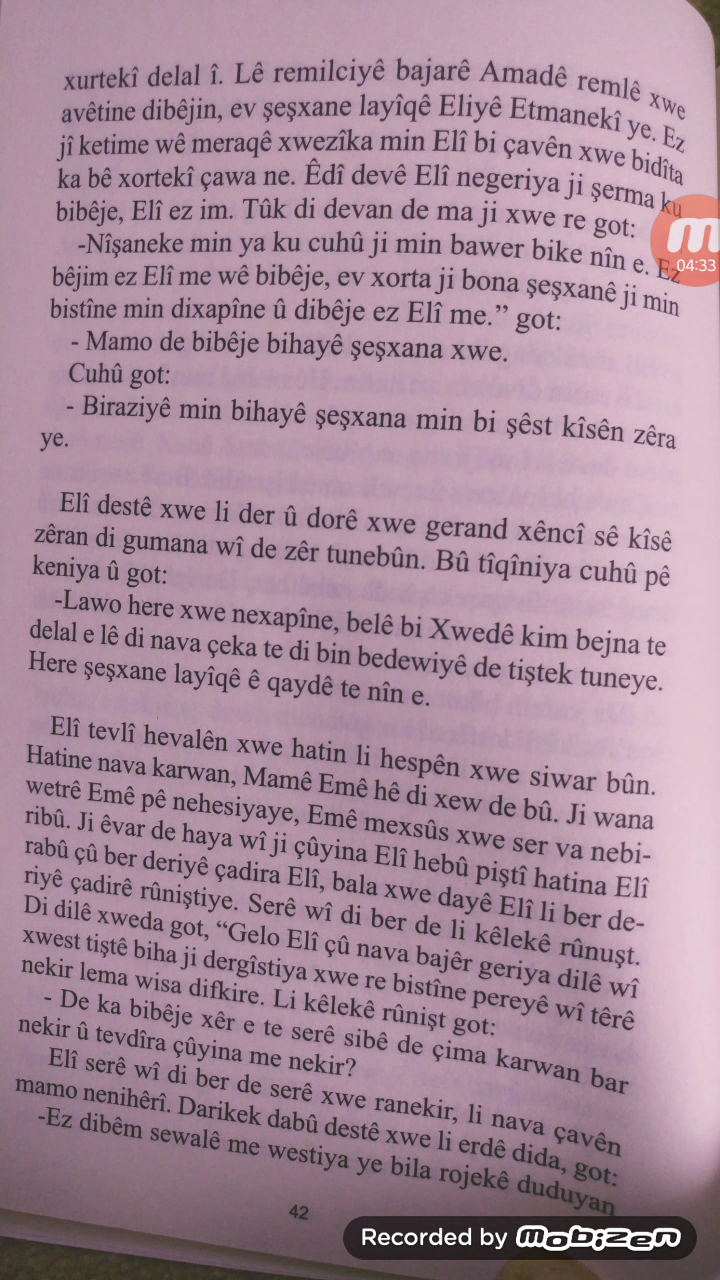 xurtekî delal î. Lê remilciyê bajarê Amadê remlê xwe
avêtine dibêjin, ev şeşxane layîqê Eliyê Etmanekî ye. Ez
jî ketime wê meraqê xwezîka min Elî bi çavên xwe bidîta
ka bê xortekî çawa ne. Êdî devê Elî negeriya ji şerma ku
bibêje, Elî ez im. Tûk di devan de ma ji xwe re got:
-Nîşaneke min ya ku cuhû ji min bawer bike nîn e. Ez
bêjim ez Elî me wê bibêje, ev xorta ji bona şeşxanê ji min
bistîne min dixapîne û dibêje ez Elî me.” got:
- Mamo de bibêje bihayê şeşxana xwe.
Cuhû got:
- Biraziyê min bihayê şeşxana min bi şêst kîsên zêra
ye.
Elî destê xwe li der û dorê xwe gerand xêncî sê kîsê
zêran di gumana wî de zêr tunebûn. Bû tîqîniya cuhû pê
keniya û got:
-Lawo here xwe nexapîne, belê bi Xwedê kim bejna te
delal e lê di nava çeka te di bin bedewiyê de tiştek tuneye.
Here şeşxane layîqê ê qaydê te nîn e.
Elî tevlî hevalên xwe hatin li hespên xwe siwar bûn.
Hatine nava karwan, Mamê Emê hê di xew de bû. Ji wana
wetrê Emê pê nehesiyaye, Emê mexsûs xwe ser va nebi-
ribû. Ji êvar de haya wî ji çûyina Elî hebû piştî hatina Elî
rabû çû ber deriyê çadira Elî, bala xwe dayê Elî li ber de-
riyê çadirê rûniştiye. Serê wî di ber de li kêlekê rûnuşt.
Di dilê xweda got, “Gelo Elî çû nava bajêr geriya dilê wî
xwest tiştê biha ji dergîstiya xwe re bistîne pereyê wî têrê
nekir lema wisa difkire. Li kêlekê rûnişt got:
- De ka bibêje xêr e te serê sibê de çima karwan bar
nekir û tevdîra çûyina me nekir?
Elî serê wî di ber de serê xwe ranekir, li nava çavên
mamo nenihêrî. Darikek dabû destê xwe li erdê dida, got:
-Ez dibêm sewalê me westiya ye bila rojekê duduyan
42
04:33
Recorded by mobizen